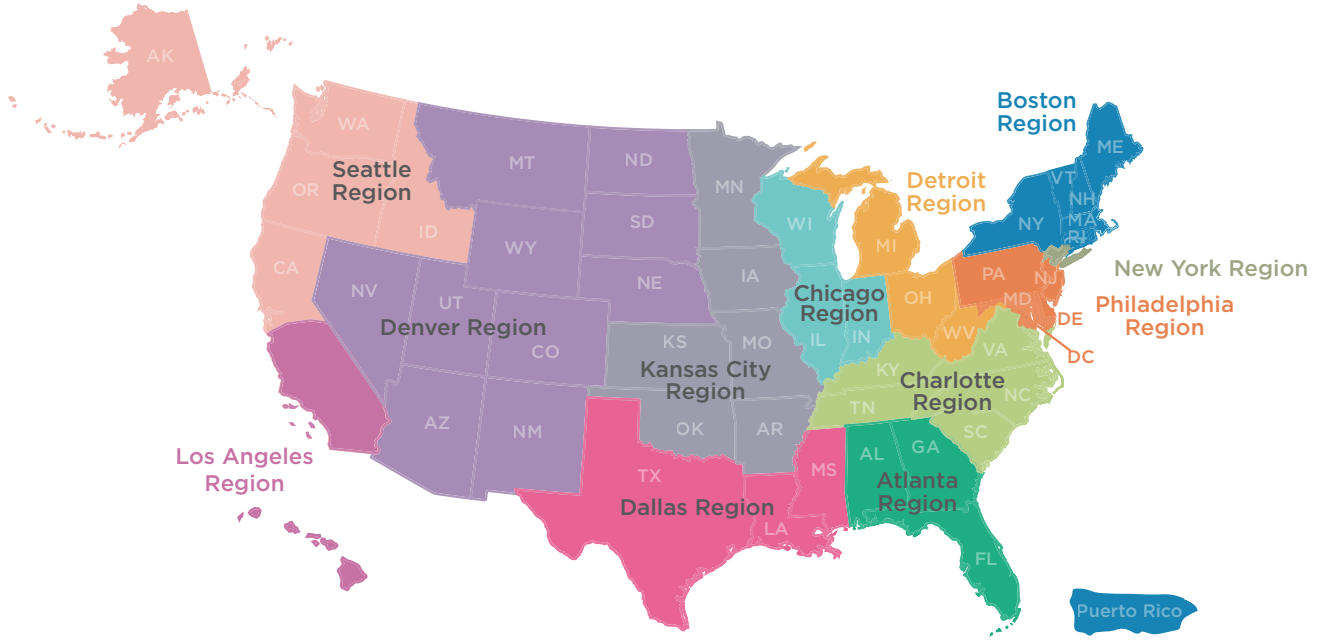 AK
Boston
Region
WA
ME
MT
ND
VT
Seattle
Region
Detroit
Region
MN
OR
NH
SD
WI
NY
MA
ID
RI
WY
MI
CA
IA
PA
New York Region
NV
UT
NE
Chicago
Region
OH
NJ
MD
Philadelphia
Region
Denver Region
DE
IL
IN
WV
KS
MO
CO
VA
DC
Kansas City
Region
KY
Charlotte
Region
TN
NC
AZ
NM
OK
AR
SC
Los Angeles
Region
TX
MS
AL
GA
Atlanta
Region
Dallas Region
LA
FL
Puerto Rico